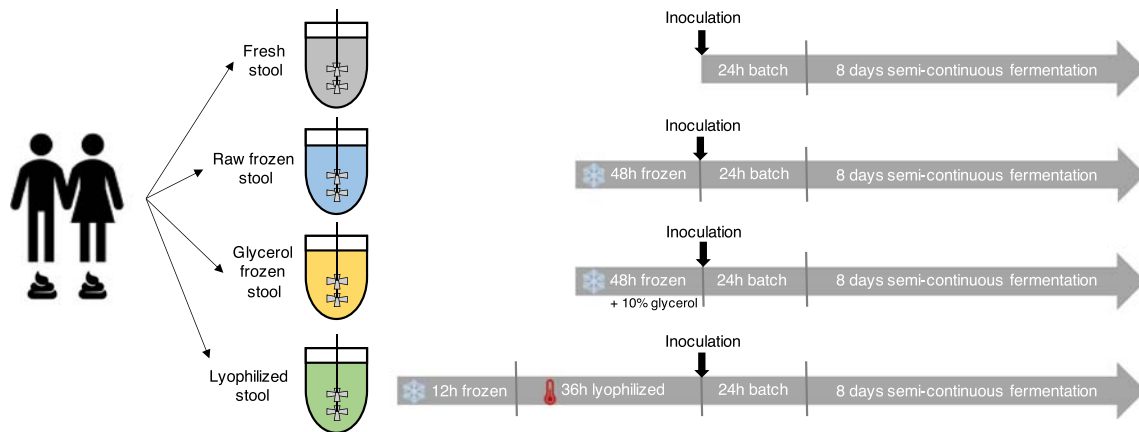 Inoculation
Fresh
stool
24h batch
8 days semi-continuous fermentation
Inoculation
Raw frozen
stool
48h frozen
24h batch
8 days semi-continuous fermentation
Inoculation
Glycerol
frozen
stool
48h frozen
24h batch
8 days semi-continuous fermentation
+ 10% glycerol
Inoculation
Lyophilized
stool
12h frozen
36h lyophilized
24h batch
8 days semi-continuous fermentation